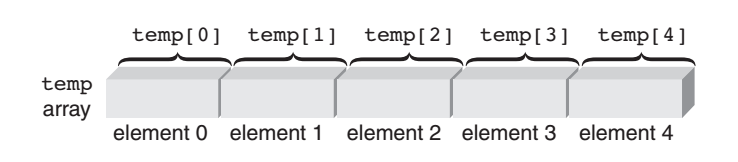 temp[0] temp[1] temp[2] temp[3] temp[4]
temp
array
element 0 element 1 element 2 element 3 element 4